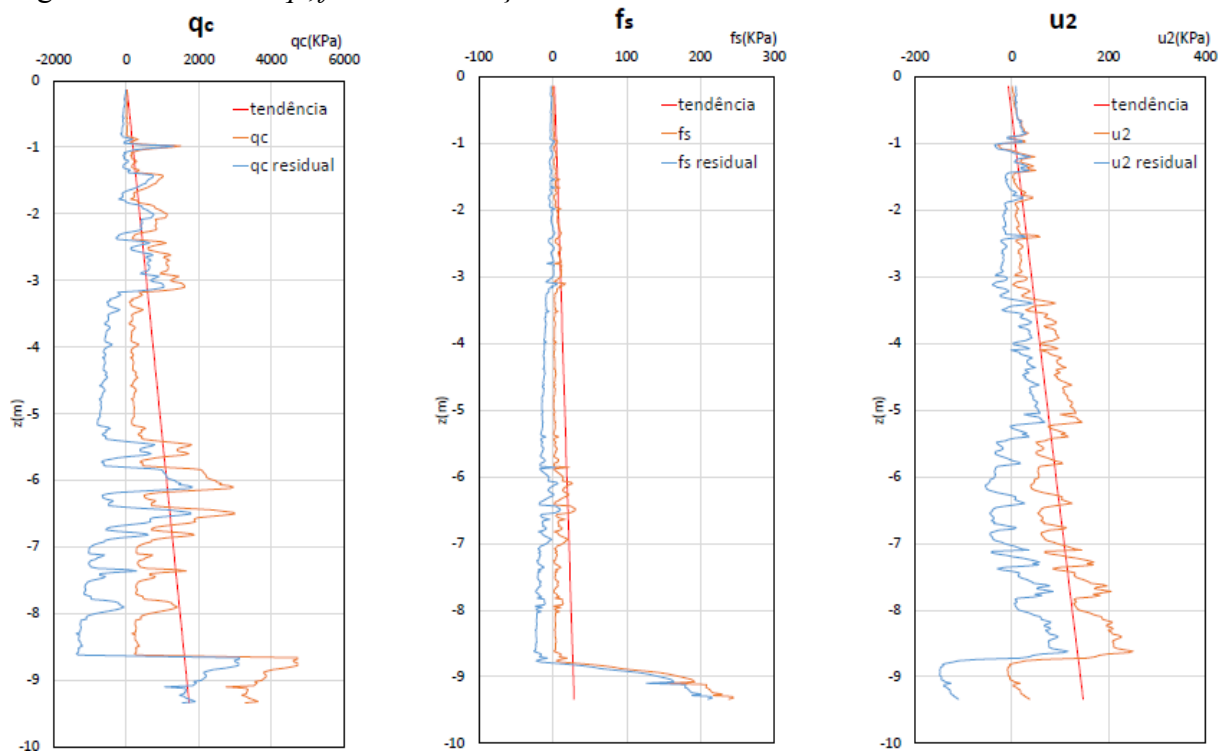 qc
qc(KPa)
-2000 0 2000 4000 6000
0
-1
-2
-3
-4
-5
-6
-7
-8
-9
-10
z(m)
tendência
qc
qc residual
fs
fs(KPa)
-100 0 100 200 300
0
-1
-2
-3
-4
-5
-6
-7
-8
-9
-10
z(m)
tendência
fs
fs residual
u2
u2(KPa)
-200 0 200 400
0
-1
-2
-3
-4
-5
-6
-7
-8
-9
-10
z(m)
tendência
u2
u2 residual